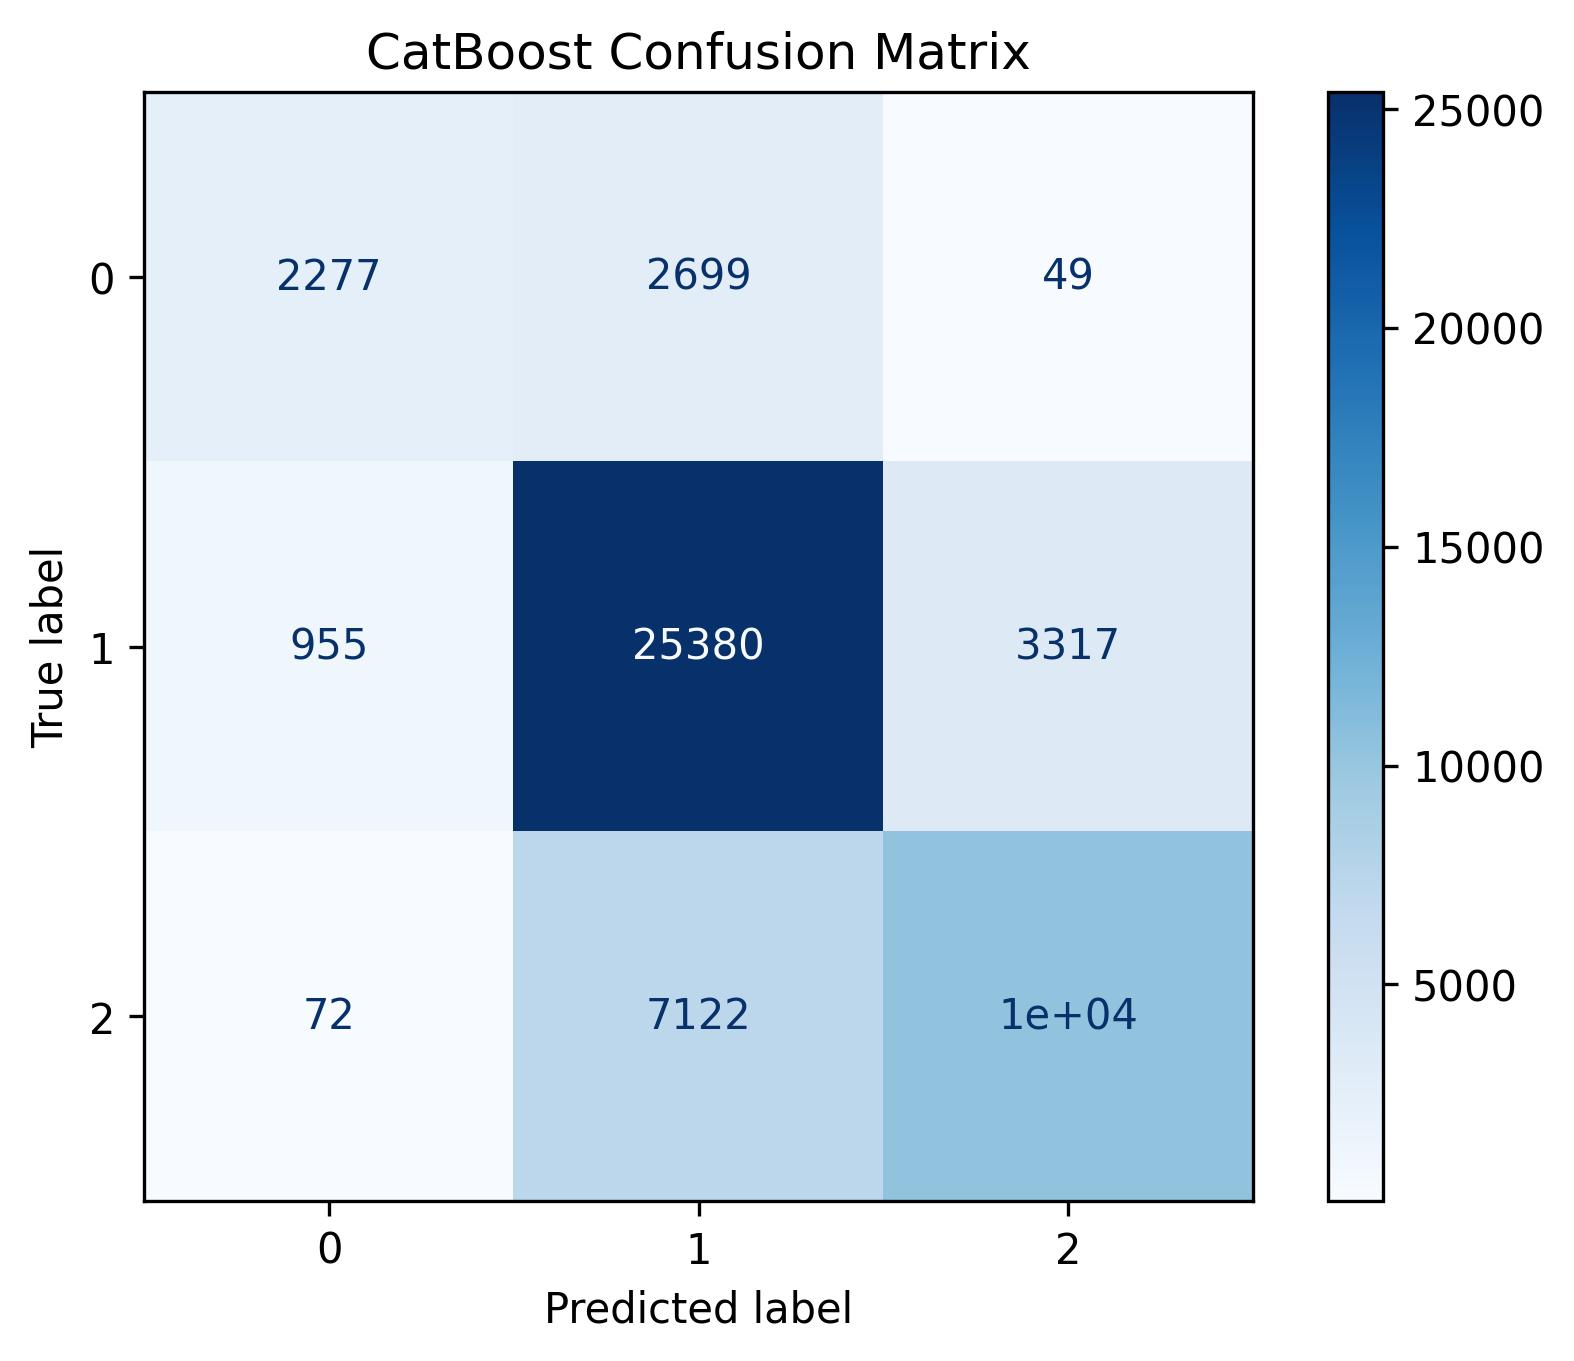 CatBoost Confusion Matrix
True label
0
2277 2699 49
1
955 25380 3317
2
72 7122 1e+04
0 1 2
Predicted label
25000
20000
15000
10000
5000